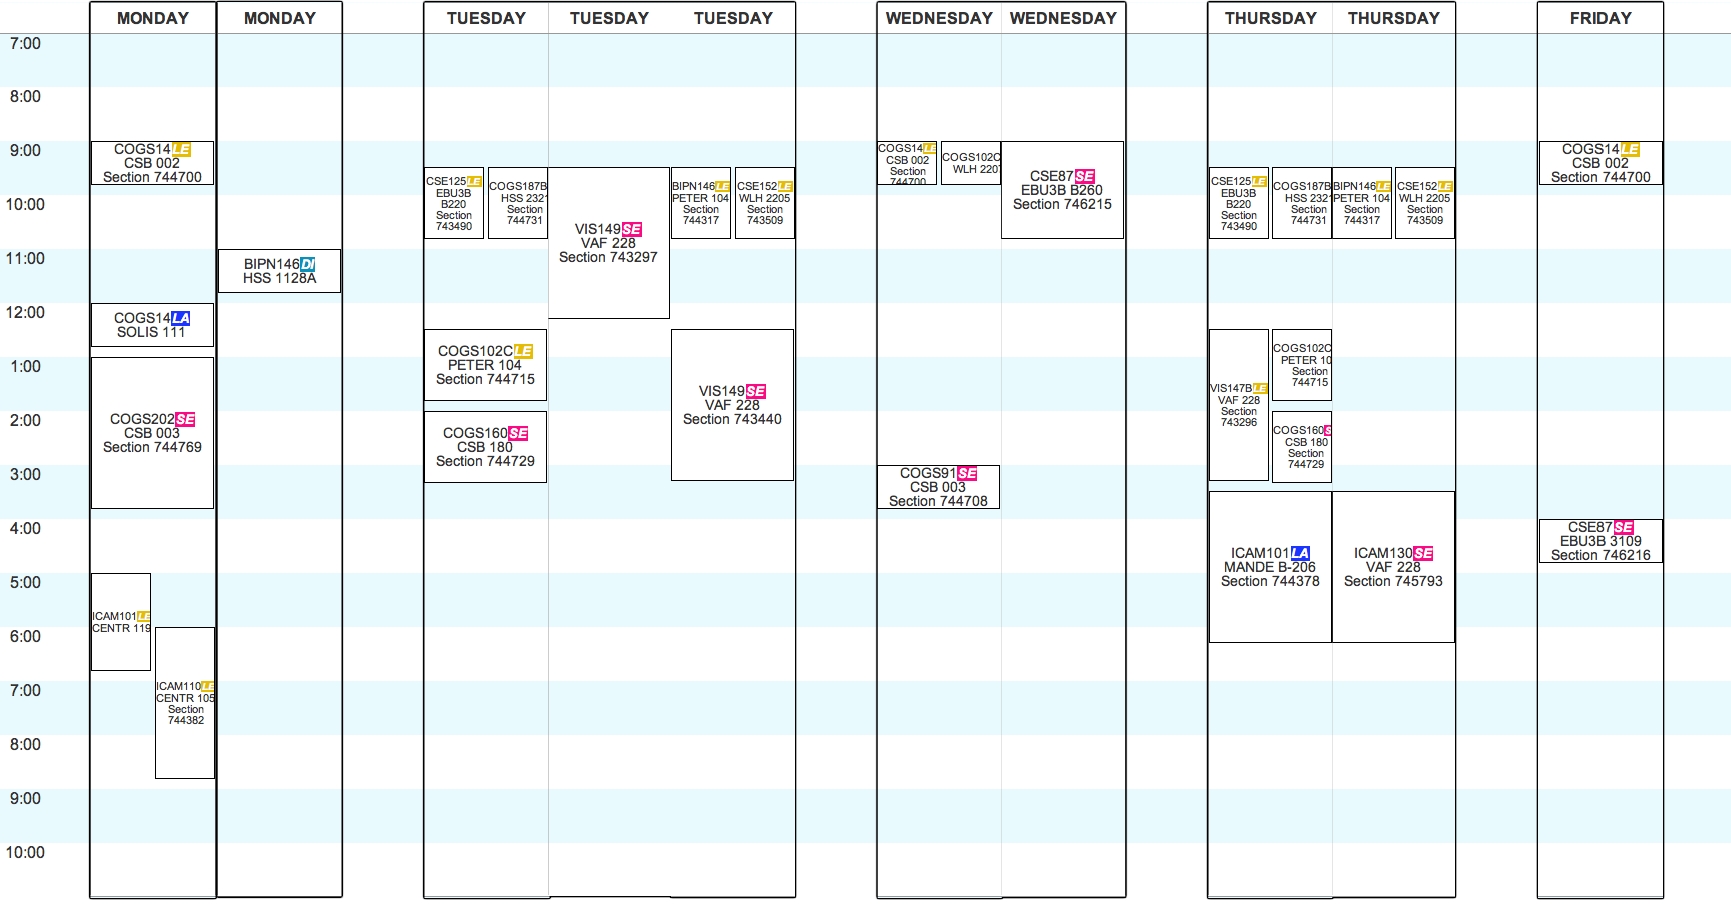 MONDAY
MONDAY
TUESDAY
TUESDAY
TUESDAY
WEDNESDAY
WEDNESDAY
THURSDAY
THURSDAY
FRIDAY
7:00
8:00
9:00
10:00
11:00
12:00
1:00
2:00
3:00
4:00
5:00
6:00
7:00
8:00
9:00
10:00
COGS14 LE
CSB 002
Section 744700
COGS14 LA
SOLIS 111
COGS202 SE
CSB 003
Section 744769
ICAM101 LE
CENTR 119
ICAM110 LE
CENTR 105
Section
744382
BIPN146 DI
HSS 1128A
CSE125 LE
EBU3B
B220
Section
743490
COGS187B
HSS 2321
Section
744731
COGS102C LE
PETER 104
Section 744715
COGS160 SE
CSB 180
Section 744729
VIS149 SE
VAF 228
Section 743297
BIPN146 LE
PETER 104
Section
744317
CSE152 LE
WLH 2205
Section
743509
VIS149 SE
VAF 228
Section 743440
COGS14 LE
CSB 002
Section
744700
COGS102C
WLH 2207
COGS91 SE
CSB 003
Section 744708
CSE87 SE
EBU3B B260
Section 746215
CSE125 LE
EBU3B
B220
Section
743490
COGS187B
HSS 2321
Section
744731
VIS147B LE
VAF 228
Section
743296
COGS102C
PETER 10
Section
744715
COGS160 S
CSB 180
Section
744729
ICAM101 LA
MANDE B-206
Section 744378
BIPN146 LE
PETER 104
Section
744317
CSE152 LE
WLH 2205
Section
743509
ICAM130 SE
VAF 228
Section 745793
COGS14 LE
CSB 002
Section 744700
CSE87 SE
EBU3B 3109
Section 746216